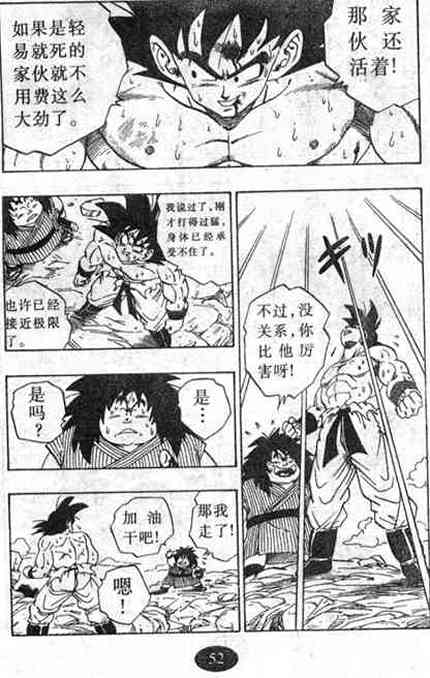 那家
伙还
活着!
如果是轻
易就死的
家伙就不
用费这么
大劲了。
ギッ
不过,没
关系,你
比他厉
害呀!
我说过了,刚
才打得过猛,
身体已经承
受不住了。
也许已经
接近极限
了。
是…
是
吗?
那我
走了!
加油
干吧!
嗯!
52